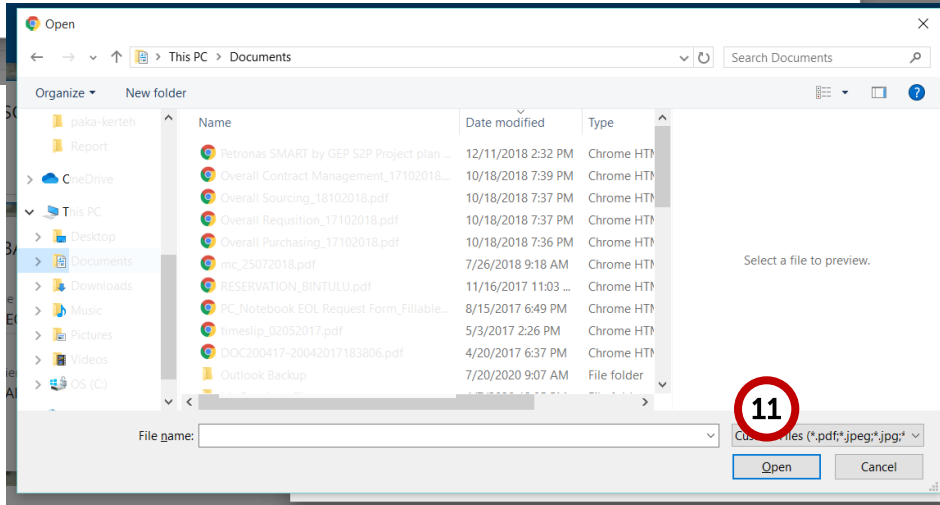 Open
This PC > Documents
Search Documents
Organize
New folder
Name
Date modified
Type
paka-kerteh
Report
OneDrive
This PC
Desktop
Documents
Downloads
Music
Pictures
Videos
OS (C:)
Petronas SMART by GEP S2P Project plan ... 12/11/2018 2:32 PM Chrome HTM
Overall Contract Management_17102018.... 10/18/2018 7:39 PM Chrome HTM
Overall Sourcing_18102018.pdf 10/18/2018 7:37 PM Chrome HTM
Overall Requsition_17102018.pdf 10/18/2018 7:37 PM Chrome HTM
Overall Purchasing_17102018.pdf 10/18/2018 7:36 PM Chrome HTM
mc_25072018.pdf 7/26/2018 9:18 AM Chrome HTM
RESERVATION_BINTULU.pdf 11/16/2017 11:03 ... Chrome HTM
PC_Notebook EOL Request Form_Fillable... 8/15/2017 6:49 PM Chrome HTM
timeslip_02052017.pdf 5/3/2017 2:26 PM Chrome HTM
DOC200417-20042017183806.pdf 4/20/2017 6:37 PM Chrome HTM
Outlook Backup 7/20/2020 9:07 AM File folder
Select a file to preview.
11
File name:
Custom Files (*.pdf;*.jpeg;*.jpg;*
Open
Cancel